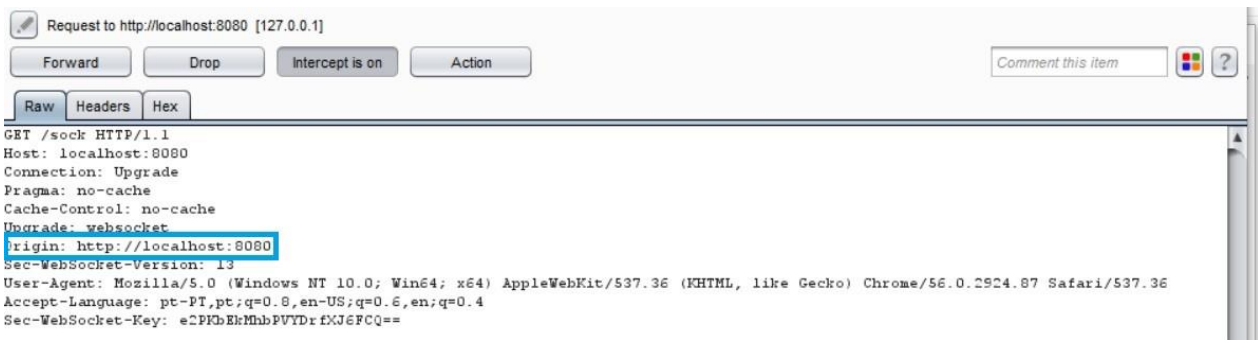 Request to http://localhost:8080 [127.0.0.1]
Forward Drop Intercept is on Action Comment this item ?
Raw Headers Hex
GET /sock HTTP/1.1
Host: localhost:8080
Connection: Upgrade
Pragma: no-cache
Cache-Control: no-cache
Upgrade: websocket
Origin: http://localhost:8080
Sec-WebSocket-Version: 13
User-Agent: Mozilla/5.0 (Windows NT 10.0; Win64; x64) AppleWebKit/537.36 (KHTML, like Gecko) Chrome/56.0.2924.87 Safari/537.36
Accept-Language: pt-PT,pt;q=0.8,en-US;q=0.6,en;q=0.4
Sec-WebSocket-Key: e2PKbEkMhbPVYDrfXJ6FCQ==